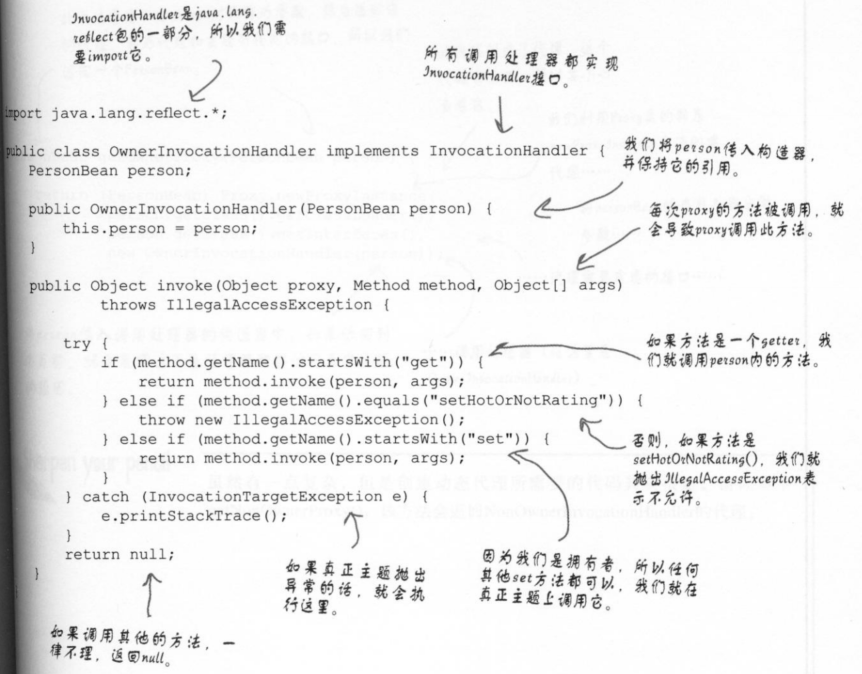 InvocationHandler是java.lang.
reflect包的一部分，所以我们需
要import它。
所有调用处理器都实现
InvocationHandler接口。
import java.lang.reflect.*;
public class OwnerInvocationHandler implements InvocationHandler {
PersonBean person;
我们将person传入构造器，
并保持它的引用。
public OwnerInvocationHandler(PersonBean person) {
this.person = person;
}
每次proxy的方法被调用，就
会导致proxy调用此方法。
public Object invoke(Object proxy, Method method, Object[] args)
throws IllegalAccessException {
try {
if (method.getName().startsWith("get")) {
return method.invoke(person, args);
} else if (method.getName().equals("setHotOrNotRating")) {
throw new IllegalAccessException();
} else if (method.getName().startsWith("set")) {
return method.invoke(person, args);
}
} catch (InvocationTargetException e) {
e.printStackTrace();
}
return null;
}
}
如果方法是一个getter，我
们就调用person内的方法。
否则，如果方法是
setHotOrNotRating()，我们就
抛出IllegalAccessException表
示不允许。
因为我们是拥有者，所以任何
其他set方法都可以，我们就在
真正主题上调用它。
如果真正主题抛出
异常的话，就会执
行这里。
如果调用其他的方法，一
律不理，返回null。